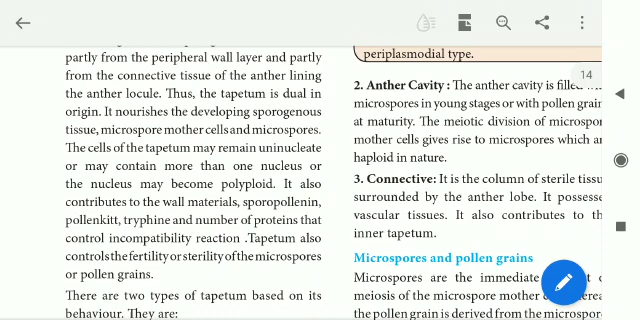 partly from the peripheral wall layer and partly
from the connective tissue of the anther lining
the anther locule. Thus, the tapetum is dual in
origin. It nourishes the developing sporogenous
tissue, microspore mother cells and microspores.
The cells of the tapetum may remain uninucleate
or may contain more than one nucleus or
the nucleus may become polyploid. It also
contributes to the wall materials, sporopollenin,
pollenkitt, tryphine and number of proteins that
control incompatibility reaction .Tapetum also
controls the fertility or sterility of the microspores
or pollen grains.
There are two types of tapetum based on its
behaviour. They are:
periplasmodial type.
14
2. Anther Cavity : The anther cavity is filled
microspores in young stages or with pollen grain
at maturity. The meiotic division of microspor
mother cells gives rise to microspores which ar
haploid in nature.
3. Connective: It is the column of sterile tissu
surrounded by the anther lobe. It possesse
vascular tissues. It also contributes to th
inner tapetum.
Microspores and pollen grains
Microspores are the immediate
meiosis of the microspore mother
the pollen grain is derived from the microspor